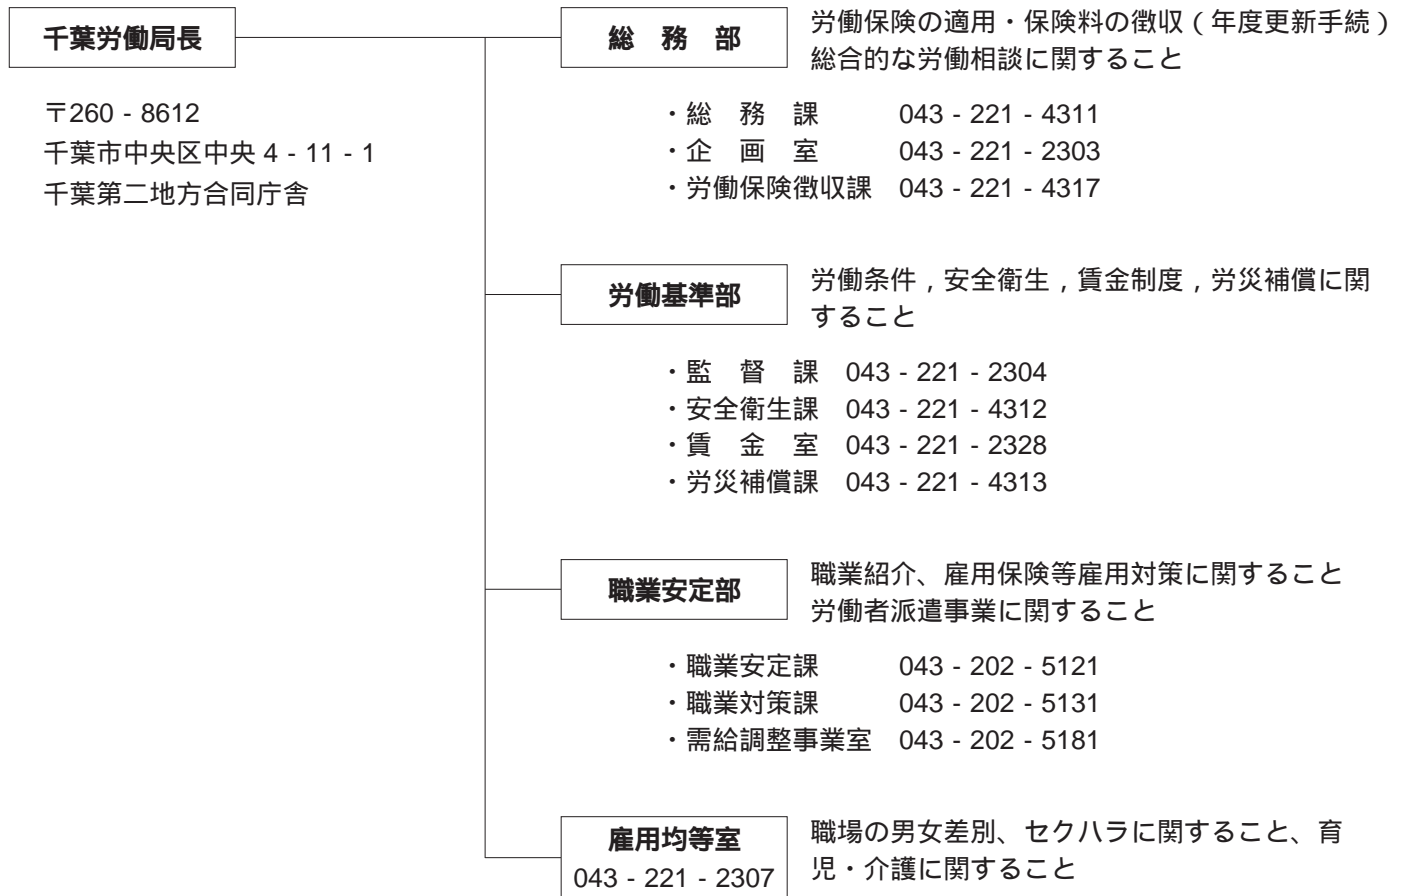 千葉労働局長
〒260 - 8612
千葉市中央区中央 4 - 11 - 1
千葉第二地方合同庁舎
総　務　部
労働保険の適用・保険料の徴収（年度更新手続）
総合的な労働相談に関すること
・総　務　課　043 - 221 - 4311
・企　画　室　043 - 221 - 2303
・労働保険徴収課　043 - 221 - 4317
労働基準部
労働条件，安全衛生，賃金制度，労災補償に関
すること
・監　督　課　043 - 221 - 2304
・安全衛生課　043 - 221 - 4312
・賃　金　室　043 - 221 - 2328
・労災補償課　043 - 221 - 4313
職業安定部
職業紹介、雇用保険等雇用対策に関すること
労働者派遣事業に関すること
・職業安定課　043 - 202 - 5121
・職業対策課　043 - 202 - 5131
・需給調整事業室　043 - 202 - 5181
雇用均等室
043 - 221 - 2307
職場の男女差別、セクハラに関すること、育
児・介護に関すること